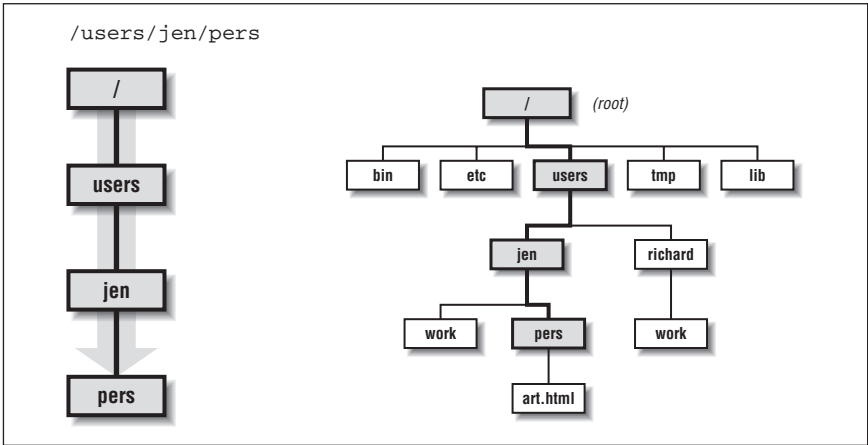 /users/jen/pers
/
users
jen
pers
/ (root)
bin etc users tmp lib
jen richard
work pers work
art.html